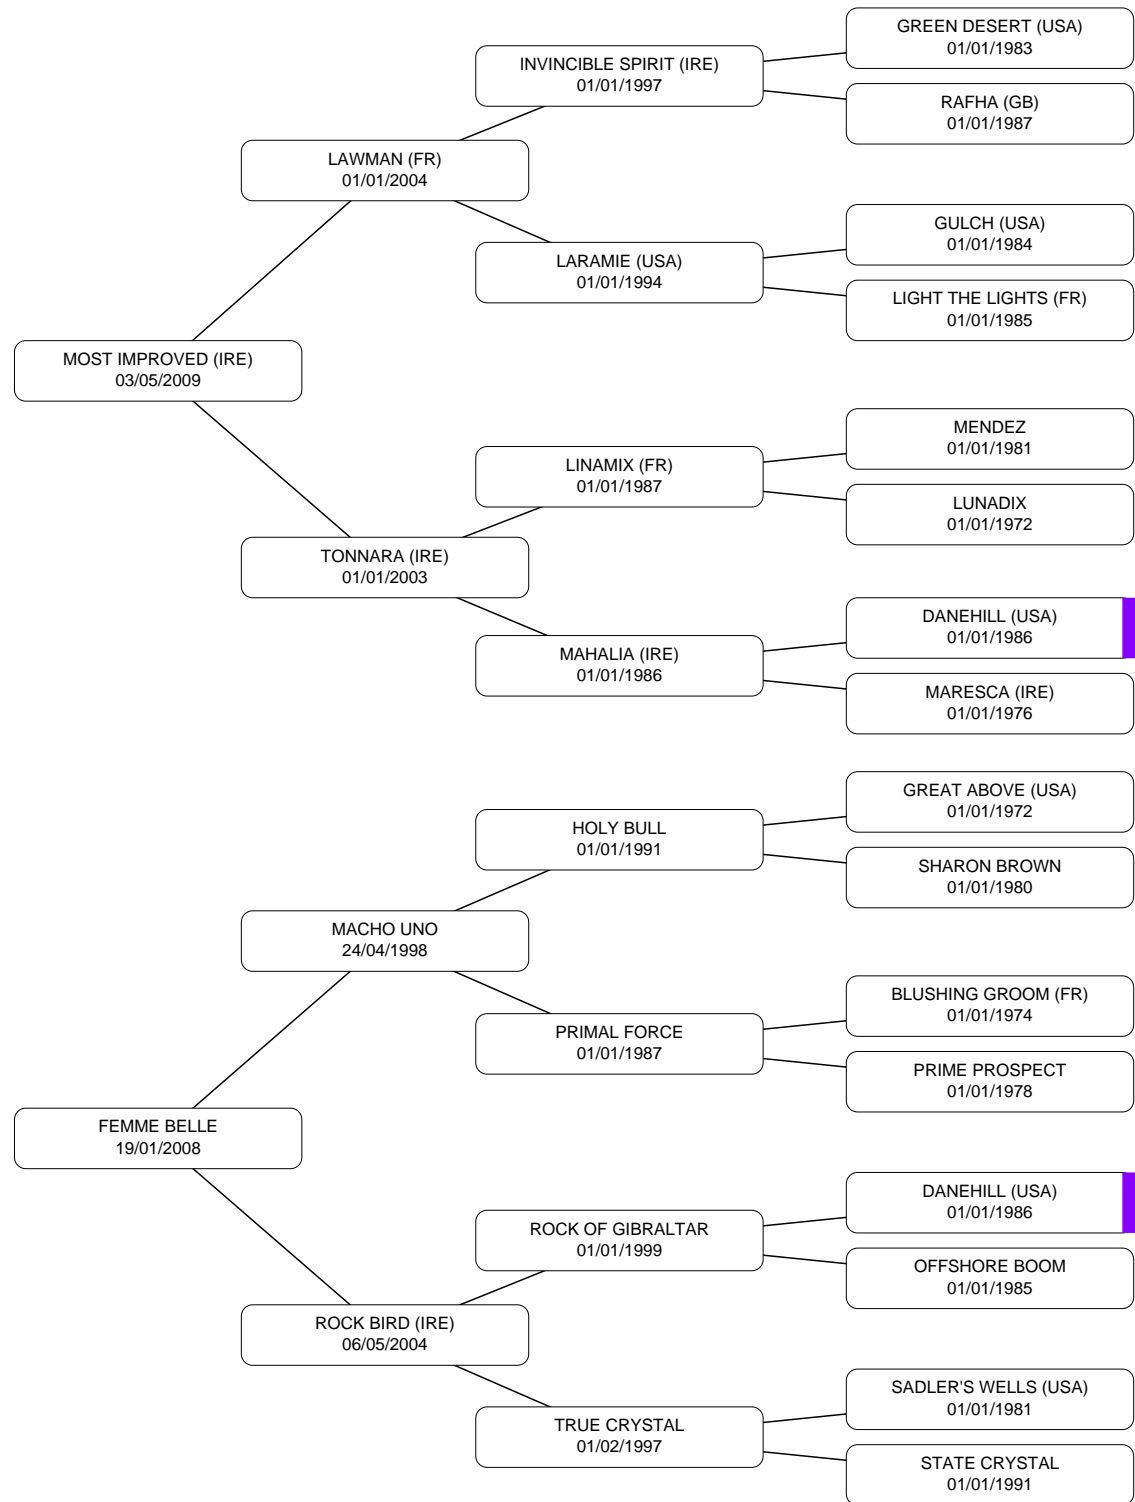 GREEN DESERT (USA)
01/01/1983
INVINCIBLE SPIRIT (IRE)
01/01/1997
RAFHA (GB)
01/01/1987
LAWMAN (FR)
01/01/2004
GULCH (USA)
01/01/1984
LARAMIE (USA)
01/01/1994
LIGHT THE LIGHTS (FR)
01/01/1985
MOST IMPROVED (IRE)
03/05/2009
MENDEZ
01/01/1981
LINAMIX (FR)
01/01/1987
LUNADIX
01/01/1972
TONNARA (IRE)
01/01/2003
DANEHILL (USA)
01/01/1986
MAHALIA (IRE)
01/01/1986
MARESCA (IRE)
01/01/1976
GREAT ABOVE (USA)
01/01/1972
HOLY BULL
01/01/1991
SHARON BROWN
01/01/1980
MACHO UNO
24/04/1998
BLUSHING GROOM (FR)
01/01/1974
PRIMAL FORCE
01/01/1987
PRIME PROSPECT
01/01/1978
FEMME BELLE
19/01/2008
DANEHILL (USA)
01/01/1986
ROCK OF GIBRALTAR
01/01/1999
OFFSHORE BOOM
01/01/1985
ROCK BIRD (IRE)
06/05/2004
SADLER'S WELLS (USA)
01/01/1981
TRUE CRYSTAL
01/02/1997
STATE CRYSTAL
01/01/1991